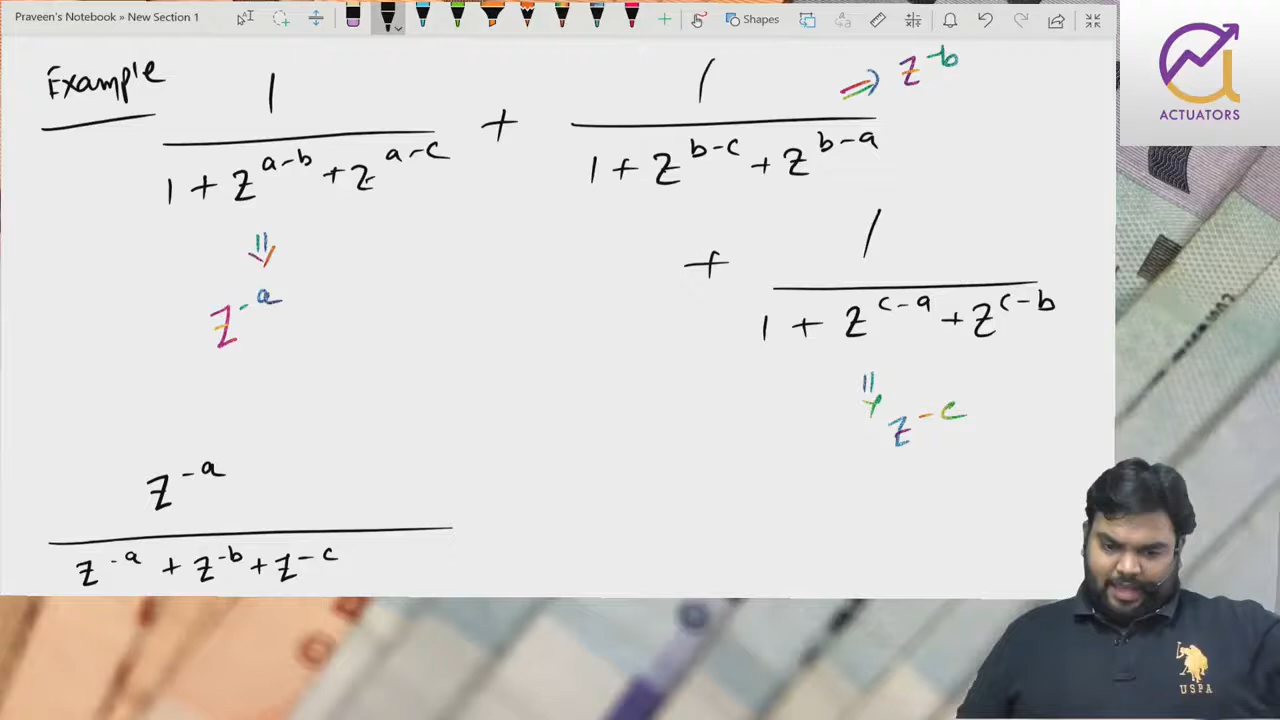 Praveen's Notebook » New Section 1
Shapes
ACTUATORS
Example
1 / (1 + z^{a-b} + z^{a-c}) + 1 / (1 + z^{b-c} + z^{b-a}) ⇒ z^{-b}
+ 1 / (1 + z^{c-a} + z^{c-b})
⇓
z^{-a}
⇓
z^{-c}
z^{-a} / (z^{-a} + z^{-b} + z^{-c})
USPA